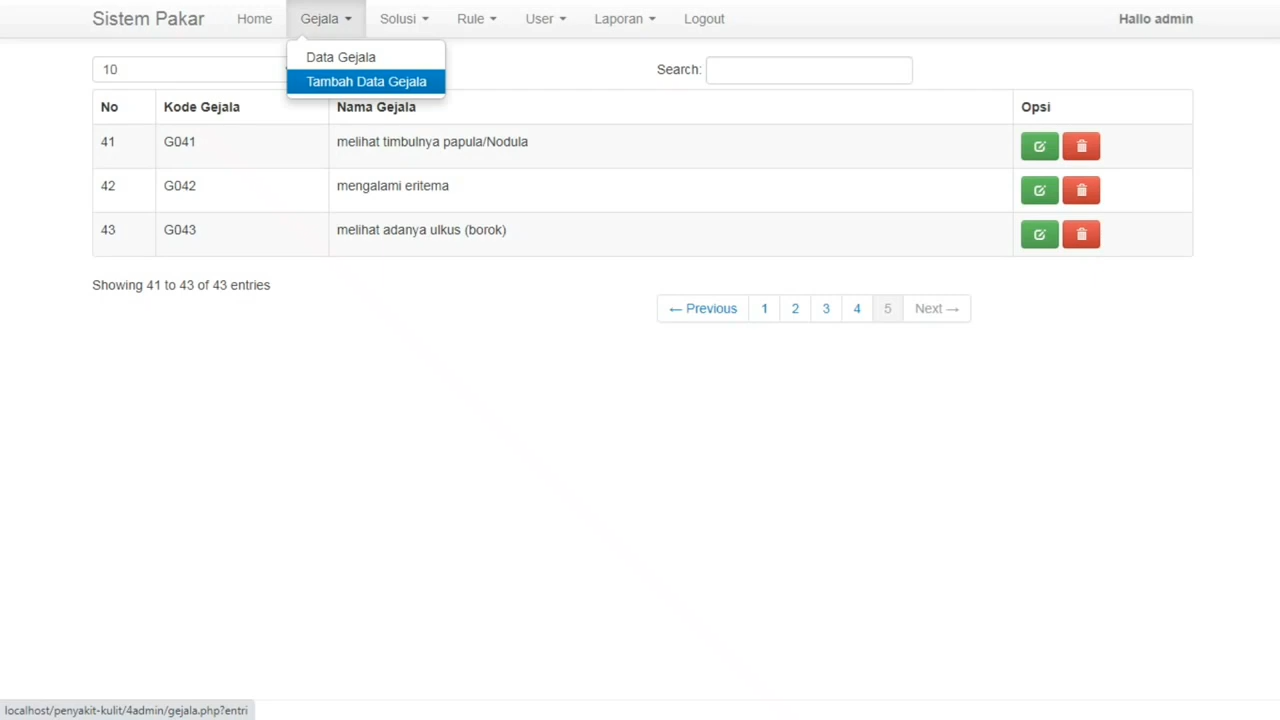 Sistem Pakar Home Gejala Solusi Rule User Laporan Logout Hallo admin
Data Gejala
Tambah Data Gejala
10 Search:
No Kode Gejala Nama Gejala Opsi
41 G041 melihat timbulnya papula/Nodula
42 G042 mengalami eritema
43 G043 melihat adanya ulkus (borok)
Showing 41 to 43 of 43 entries
← Previous 1 2 3 4 5 Next →
localhost/penyakit-kulit/4admin/gejala.php?entri